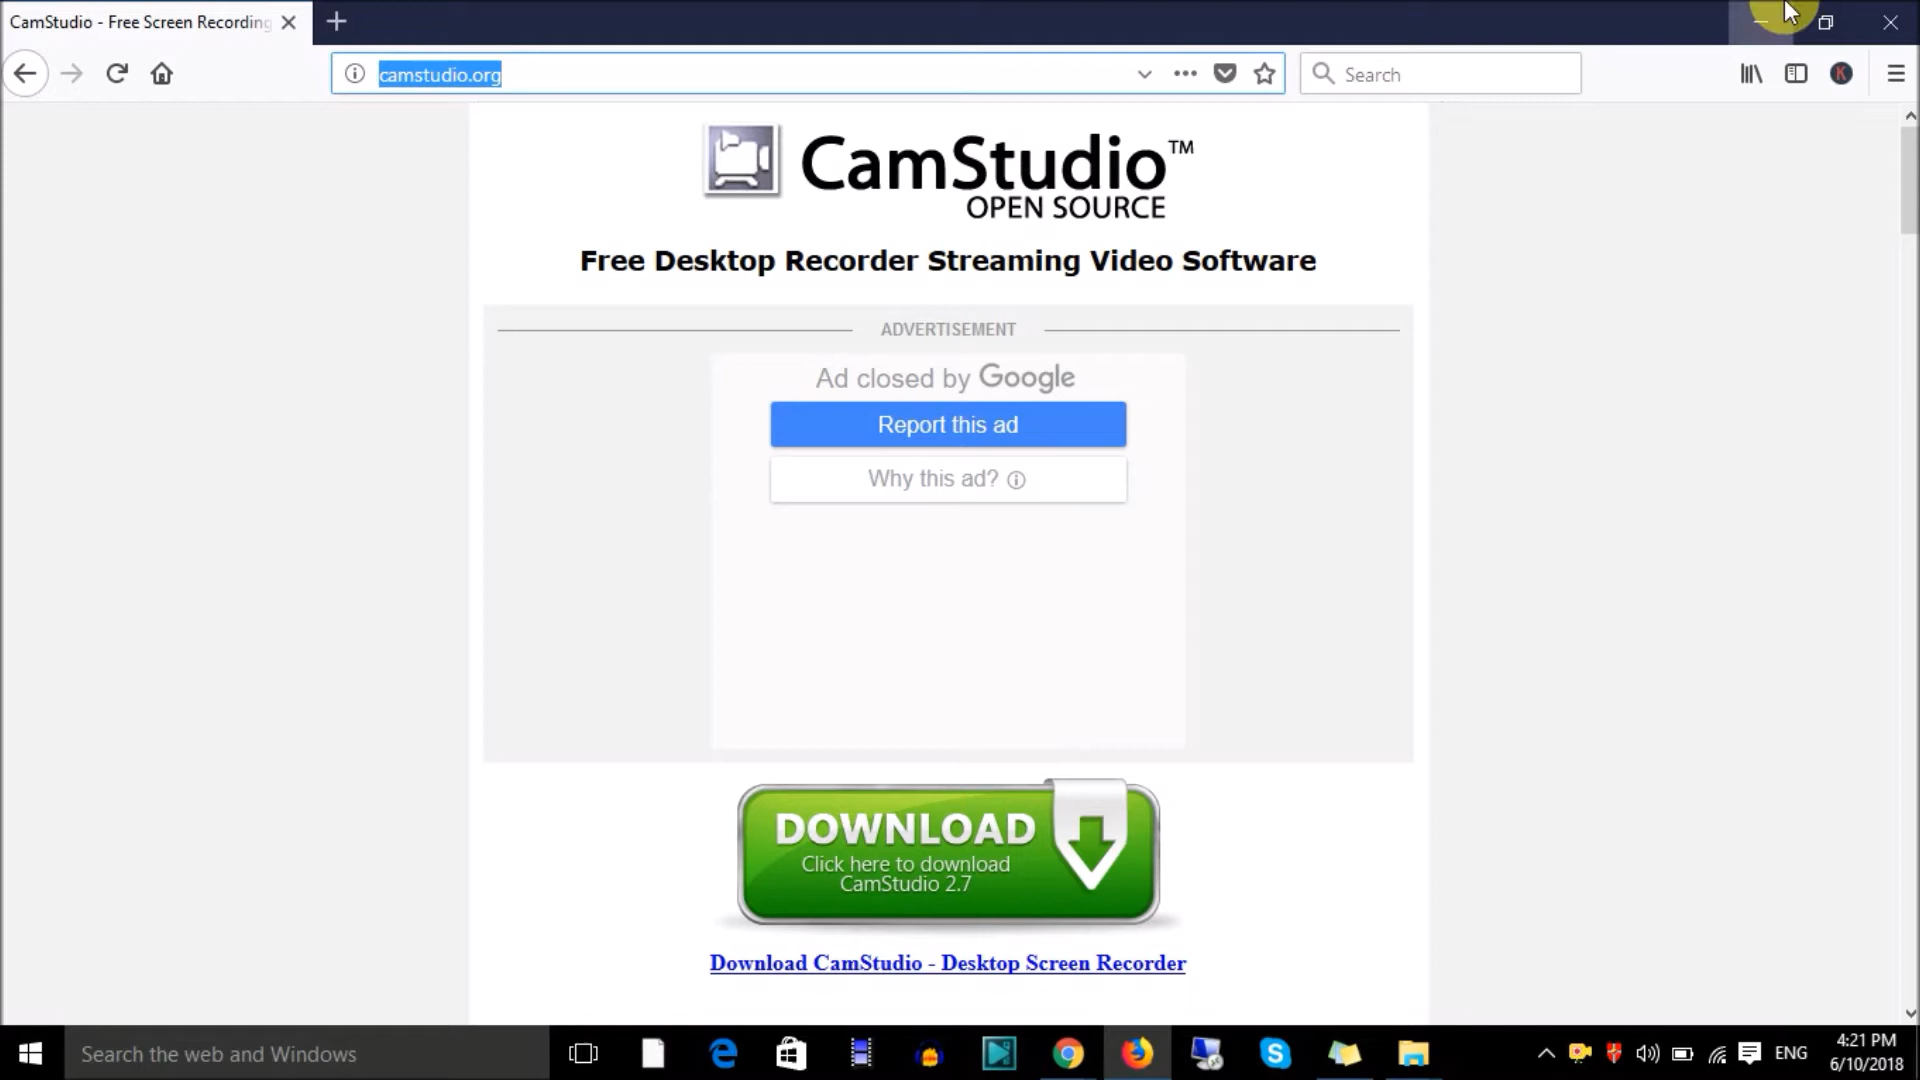 CamStudio - Free Screen Recording
camstudio.org
Search
CamStudio™
OPEN SOURCE
Free Desktop Recorder Streaming Video Software
ADVERTISEMENT
Ad closed by Google
Report this ad
Why this ad?
DOWNLOAD
Click here to download
CamStudio 2.7
Download CamStudio - Desktop Screen Recorder
Search the web and Windows
ENG
4:21 PM
6/10/2018